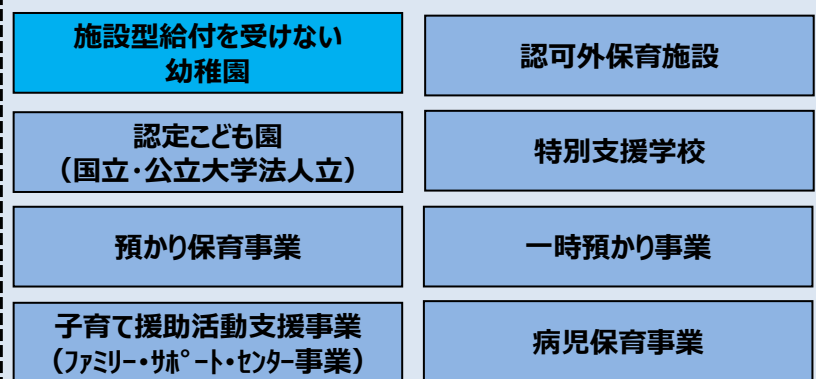 施設型給付を受けない
幼稚園
認可外保育施設
認定こども園
（国立・公立大学法人立）
特別支援学校
預かり保育事業
一時預かり事業
子育て援助活動支援事業
（ﾌｧﾐﾘｰ・ｻﾎﾟｰﾄ・ｾﾝﾀｰ事業）
病児保育事業